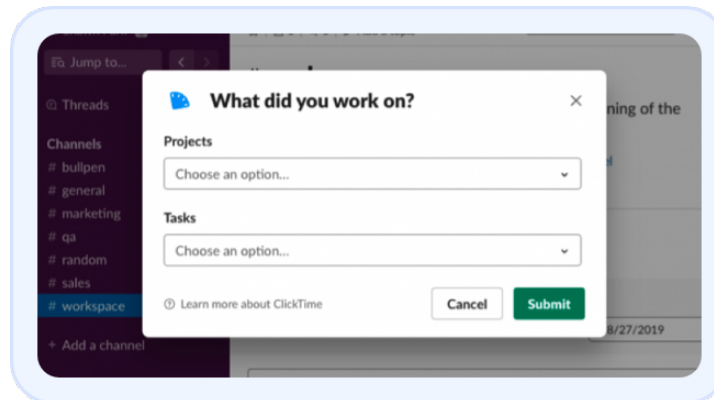 Jump to...
Threads
Channels
# bullpen
# general
# marketing
# qa
# random
# sales
# workspace
+ Add a channel
What did you work on?
Projects
Choose an option...
Tasks
Choose an option...
Learn more about ClickTime
Cancel
Submit
ning of the
8/27/2019